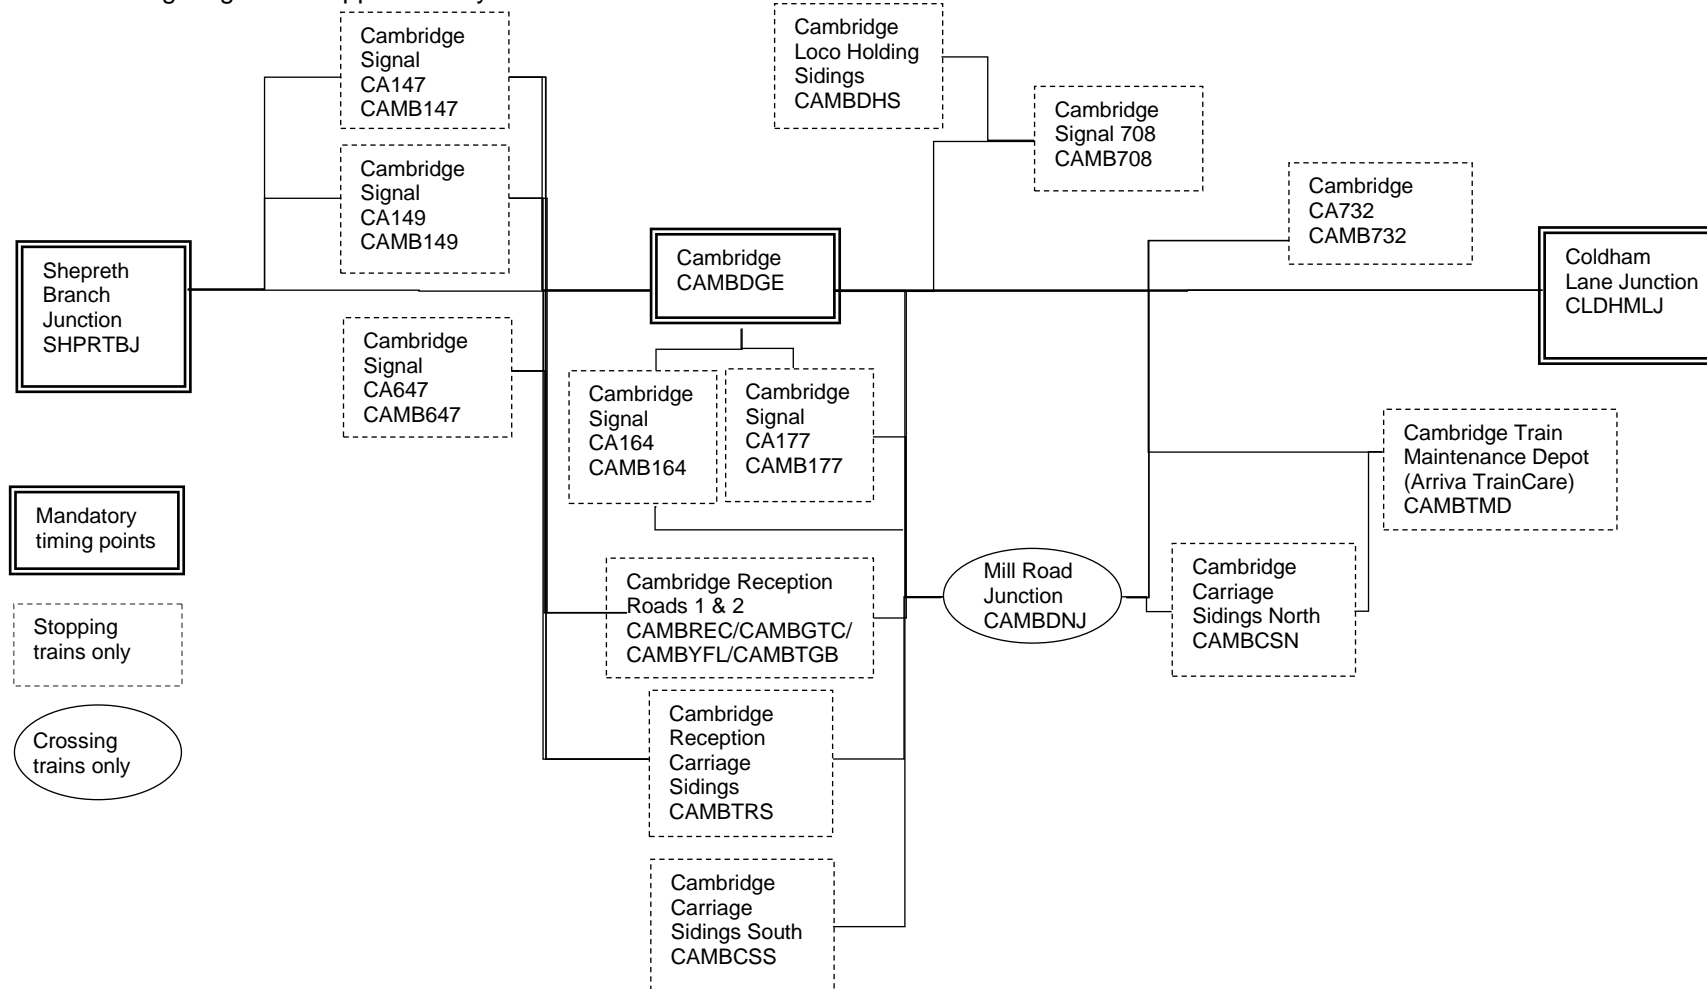 Cambridge
Signal
CA147
CAMB147
Cambridge
Loco Holding
Sidings
CAMBDHS
Cambridge
Signal 708
CAMB708
Cambridge
Signal
CA149
CAMB149
Cambridge
CA732
CAMB732
Shepreth
Branch
Junction
SHPRTBJ
Cambridge
CAMBDGE
Coldham
Lane Junction
CLDHMLJ
Cambridge
Signal
CA647
CAMB647
Cambridge
Signal
CA164
CAMB164
Cambridge
Signal
CA177
CAMB177
Cambridge Train
Maintenance Depot
(Arriva TrainCare)
CAMBTMD
Mandatory
timing points
Cambridge Reception
Roads 1 & 2
CAMBREC/CAMBGTC/
CAMBYFL/CAMBTGB
Mill Road
Junction
CAMBDNJ
Cambridge
Carriage
Sidings North
CAMBCSN
Stopping
trains only
Cambridge
Reception
Carriage
Sidings
CAMBTRS
Crossing
trains only
Cambridge
Carriage
Sidings South
CAMBCSS